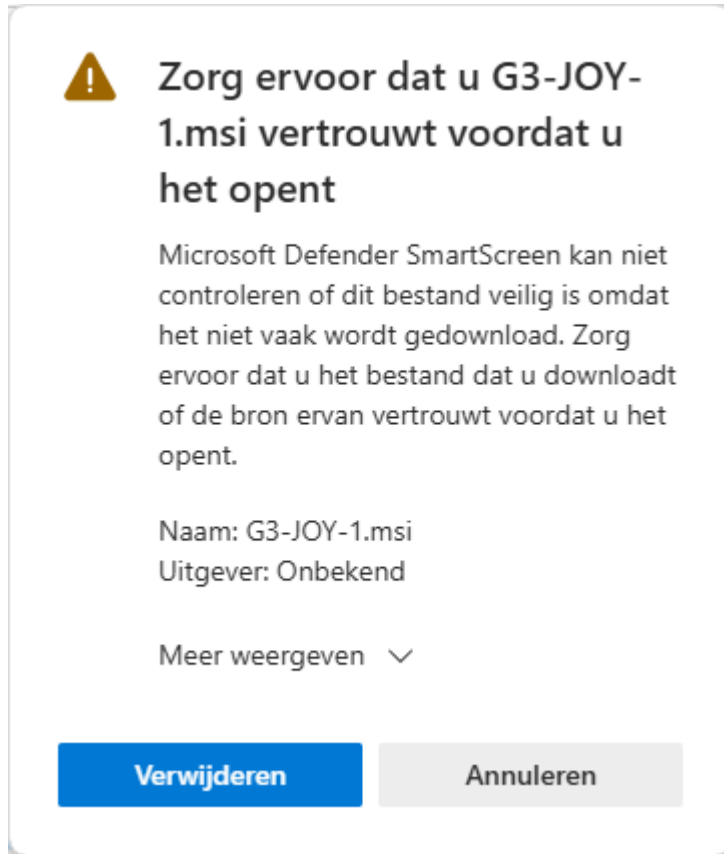 Zorg ervoor dat u G3-JOY-
1.msi vertrouwt voordat u
het opent
Microsoft Defender SmartScreen kan niet
controleren of dit bestand veilig is omdat
het niet vaak wordt gedownload. Zorg
ervoor dat u het bestand dat u downloadt
of de bron ervan vertrouwt voordat u het
opent.
Naam: G3-JOY-1.msi
Uitgever: Onbekend
Meer weergeven
Verwijderen
Annuleren